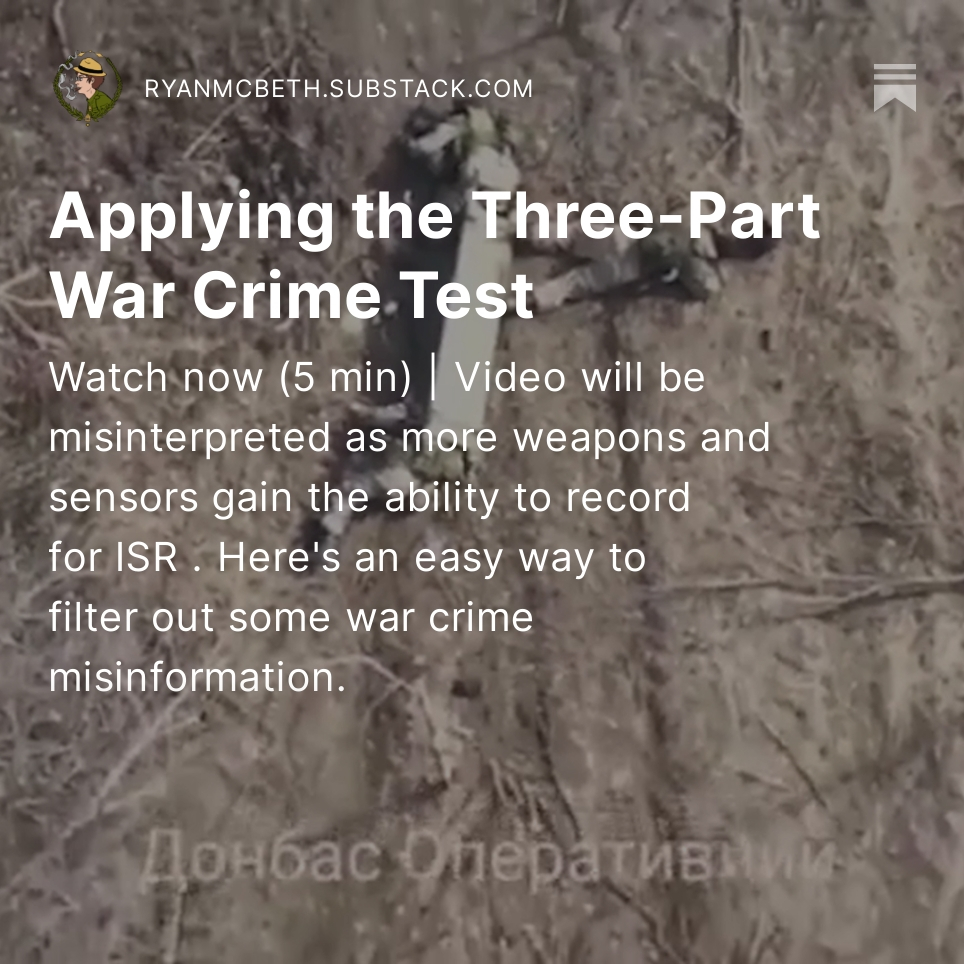 RYANMCBETH.SUBSTACK.COM
Applying the Three-Part
War Crime Test
Watch now (5 min) | Video will be
misinterpreted as more weapons and
sensors gain the ability to record
for ISR . Here's an easy way to
filter out some war crime
misinformation.
Донбас Оперативний